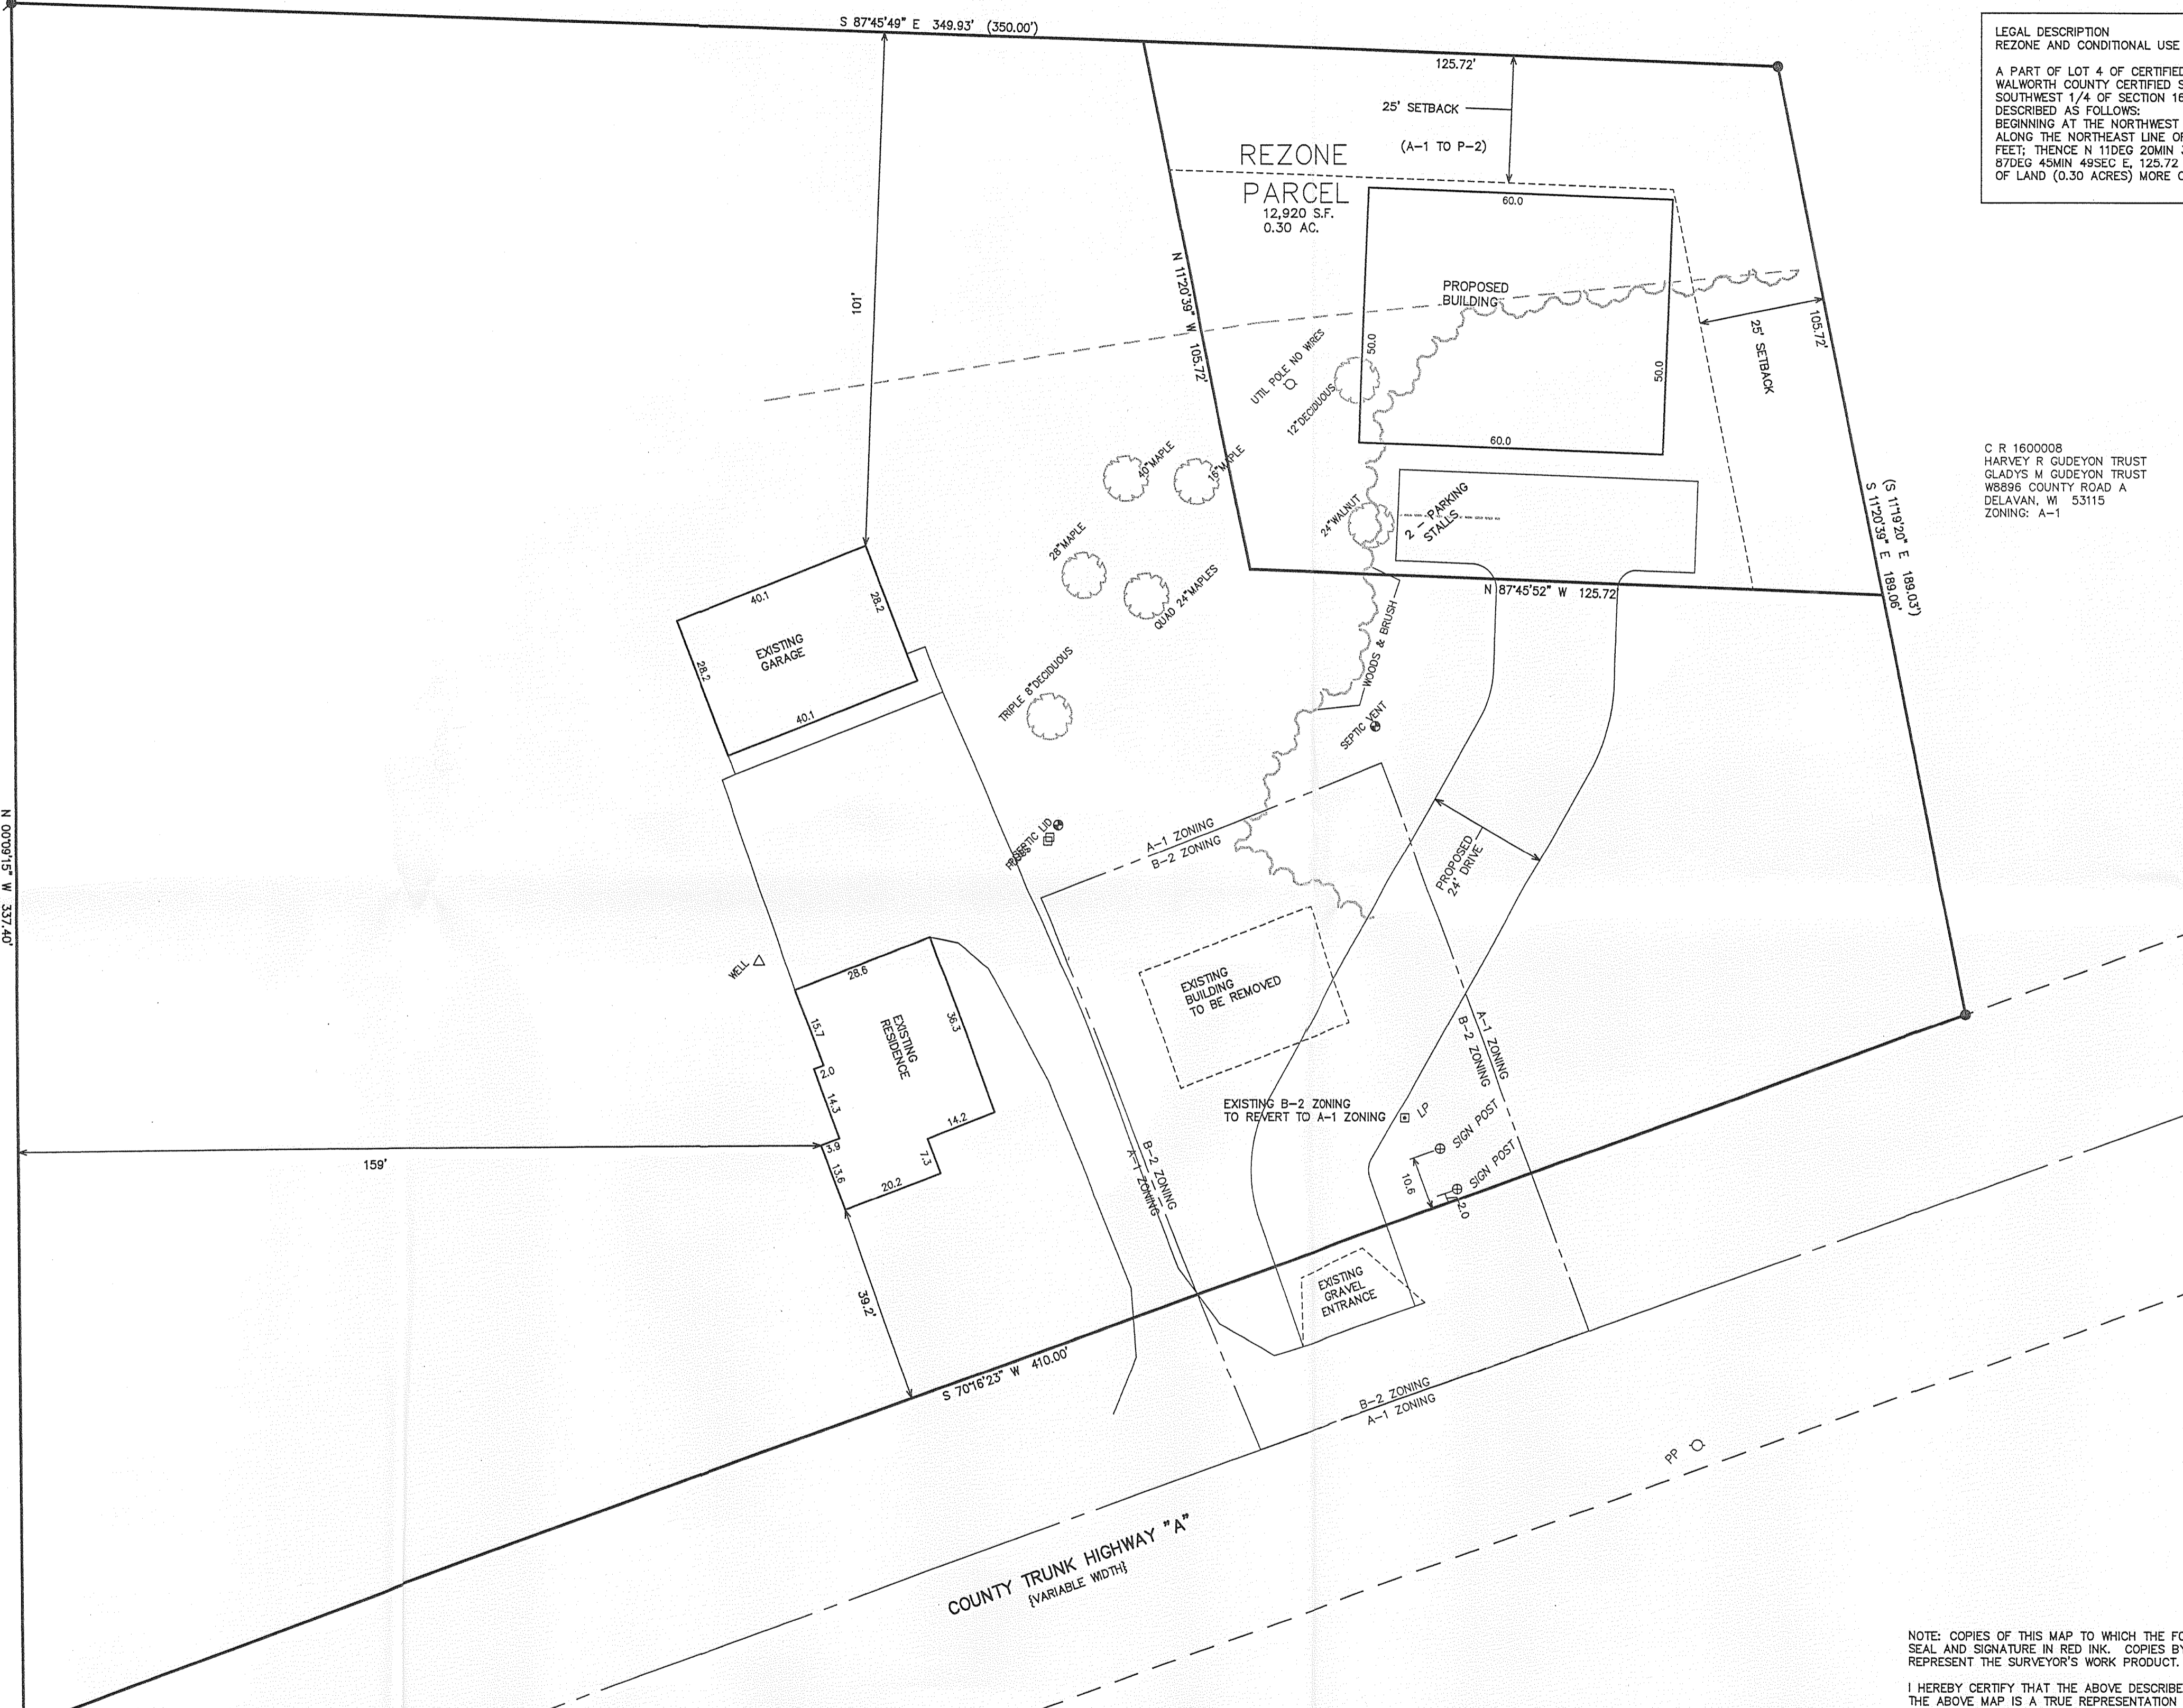 S 87°45'49" E 349.93' (350.00')
125.72'
25' SETBACK
(A-1 TO P-2)
REZONE
PARCEL
12,920 S.F.
0.30 AC.
60.0
PROPOSED
BUILDING
50.0
50.0
60.0
N 11°20'39" W 105.72'
25' SETBACK
105.72'
101'
UTIL POLE NO WIRES
12"DECIDUOUS
40"MAPLE
16"MAPLE
24"WALNUT
2 - PARKING
STALLS
28"MAPLE
QUAD 24"MAPLES
N 87°45'52" W 125.72
(S 11°19'20" E 189.03')
S 11°20'39" E 189.06'
WOODS & BRUSH
TRIPLE 8"DECIDUOUS
SEPTIC VENT
40.1
28.2
EXISTING
GARAGE
28.2
40.1
SEPTIC LID
A-1 ZONING
B-2 ZONING
PROPOSED
24' DRIVE
N 00°09'15" W 337.40'
WELL
28.6
15.7
EXISTING
RESIDENCE
36.3
2.0
14.3
14.2
3.9
7.3
13.6
20.2
159'
39.2'
EXISTING
BUILDING
TO BE REMOVED
A-1 ZONING
B-2 ZONING
EXISTING B-2 ZONING
TO REVERT TO A-1 ZONING
LP
SIGN POST
SIGN POST
10.6
2.0
B-2 ZONING
A-1 ZONING
EXISTING
GRAVEL
ENTRANCE
S 70°16'23" W 410.00'
B-2 ZONING
A-1 ZONING
PP
COUNTY TRUNK HIGHWAY "A"
{VARIABLE WIDTH}
LEGAL DESCRIPTION
REZONE AND CONDITIONAL USE
A PART OF LOT 4 OF CERTIFIED
WALWORTH COUNTY CERTIFIED S
SOUTHWEST 1/4 OF SECTION 16
DESCRIBED AS FOLLOWS:
BEGINNING AT THE NORTHWEST
ALONG THE NORTHEAST LINE OF
FEET; THENCE N 11DEG 20MIN
87DEG 45MIN 49SEC E, 125.72
OF LAND (0.30 ACRES) MORE O
C R 1600008
HARVEY R GUDEYON TRUST
GLADYS M GUDEYON TRUST
W8896 COUNTY ROAD A
DELAVAN, WI 53115
ZONING: A-1
NOTE: COPIES OF THIS MAP TO WHICH THE FO
SEAL AND SIGNATURE IN RED INK. COPIES BY
REPRESENT THE SURVEYOR'S WORK PRODUCT.
I HEREBY CERTIFY THAT THE ABOVE DESCRIBE
THE ABOVE MAP IS A TRUE REPRESENTATION